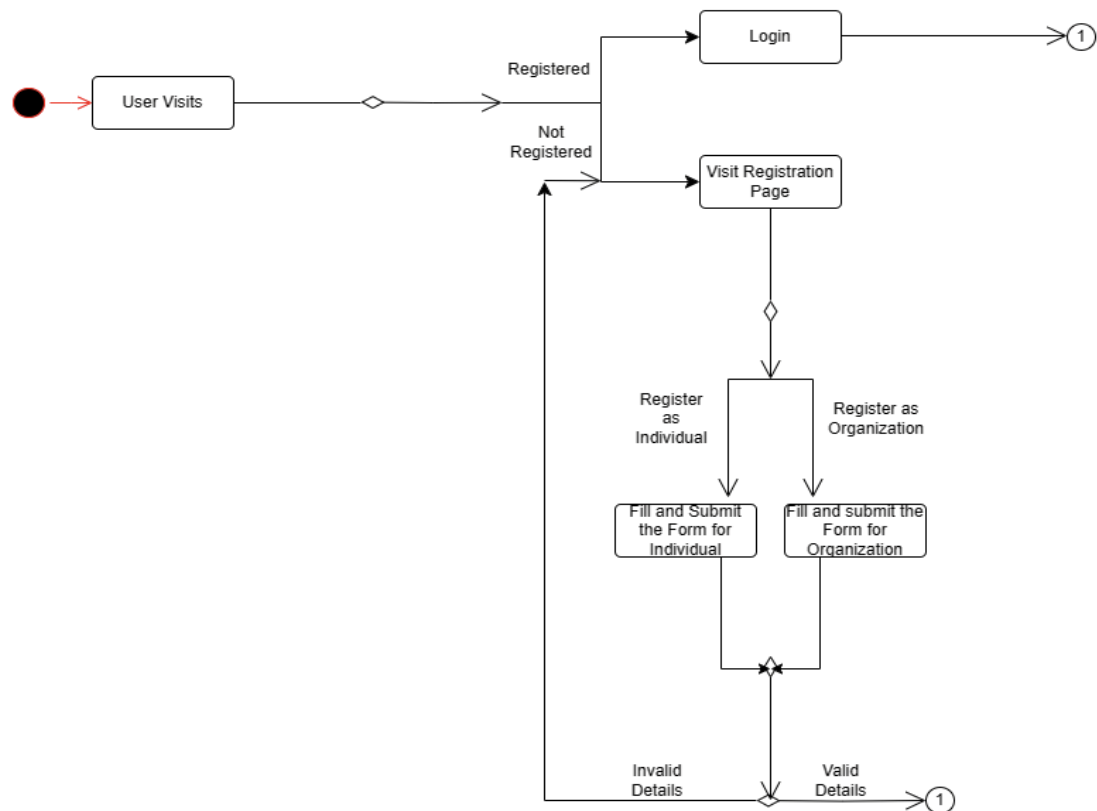 Login
1
Registered
User Visits
Not
Registered
Visit Registration
Page
Register
as
Individual
Register as
Organization
Fill and Submit
the Form for
Individual
Fill and submit the
Form for
Organization
Invalid
Details
Valid
Details
1